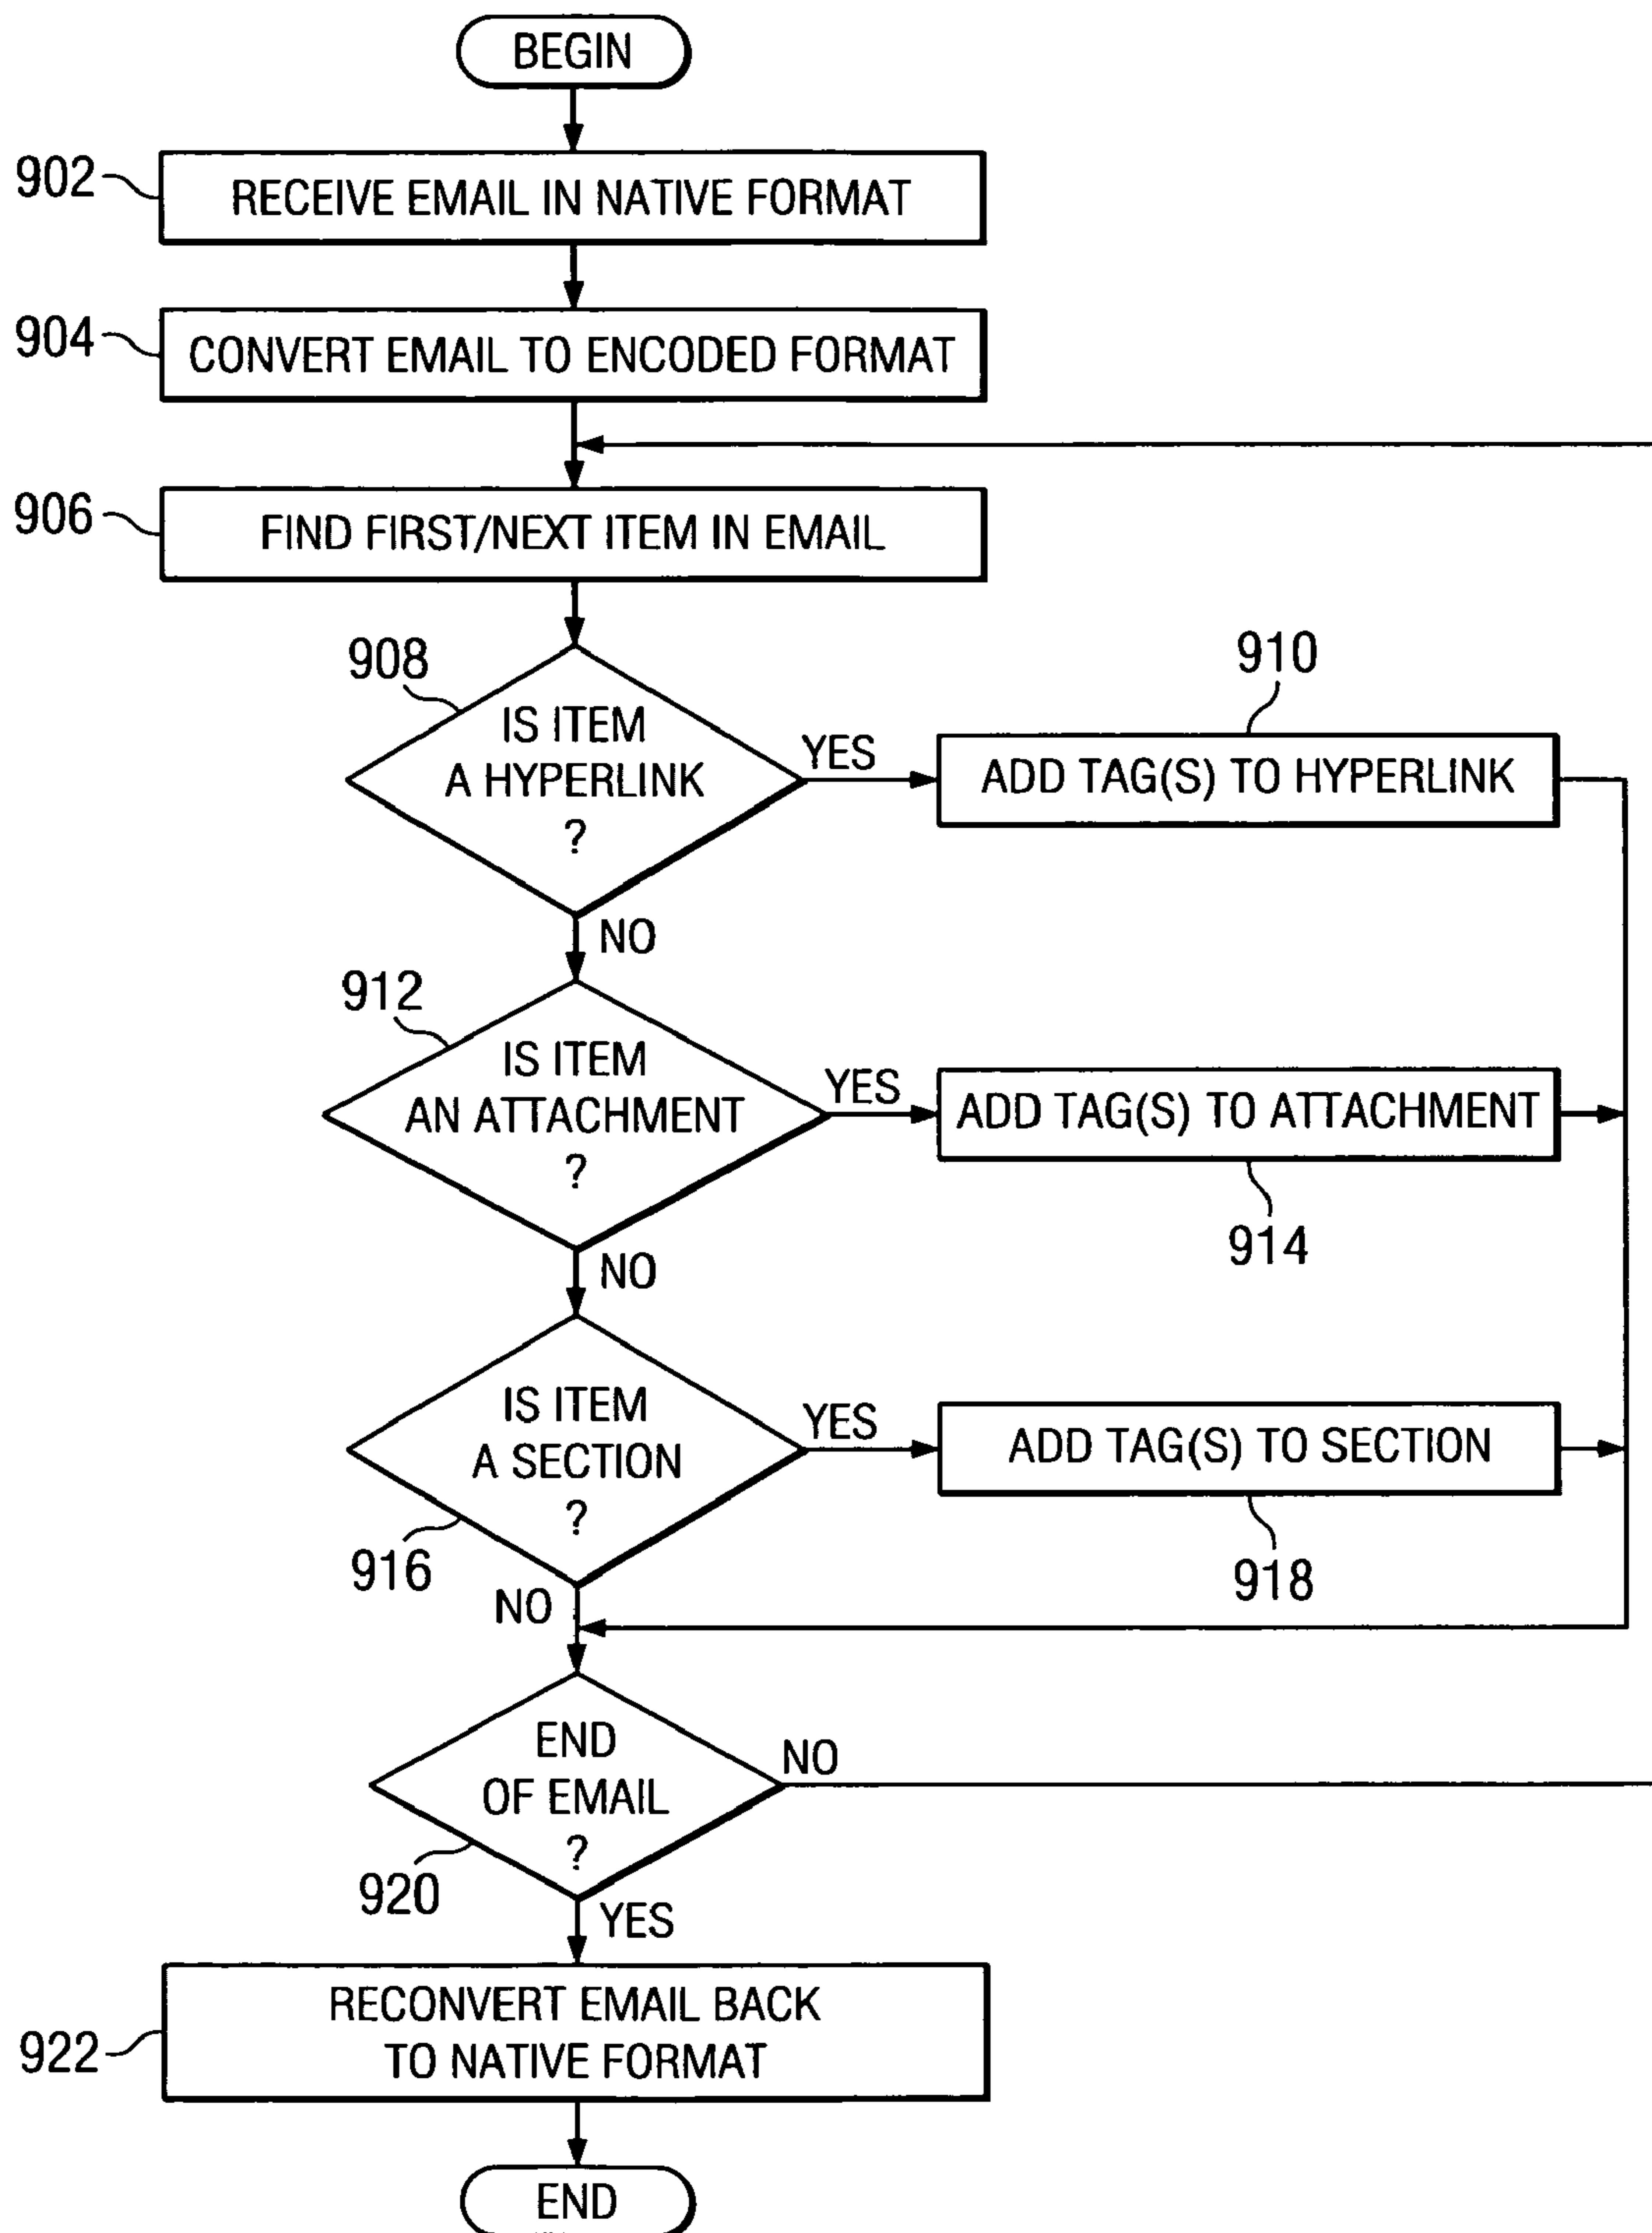 BEGIN
902
RECEIVE EMAIL IN NATIVE FORMAT
904
CONVERT EMAIL TO ENCODED FORMAT
906
FIND FIRST/NEXT ITEM IN EMAIL
908
IS ITEM
A HYPERLINK
?
YES
910
ADD TAG(S) TO HYPERLINK
NO
912
IS ITEM
AN ATTACHMENT
?
YES
ADD TAG(S) TO ATTACHMENT
914
NO
IS ITEM
A SECTION
?
916
YES
ADD TAG(S) TO SECTION
918
NO
END
OF EMAIL
?
920
NO
YES
RECONVERT EMAIL BACK
TO NATIVE FORMAT
922
END